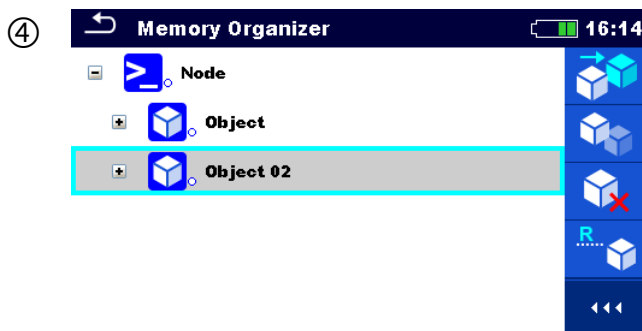 ④
Memory Organizer 16:14
Node
Object
Object 02
R